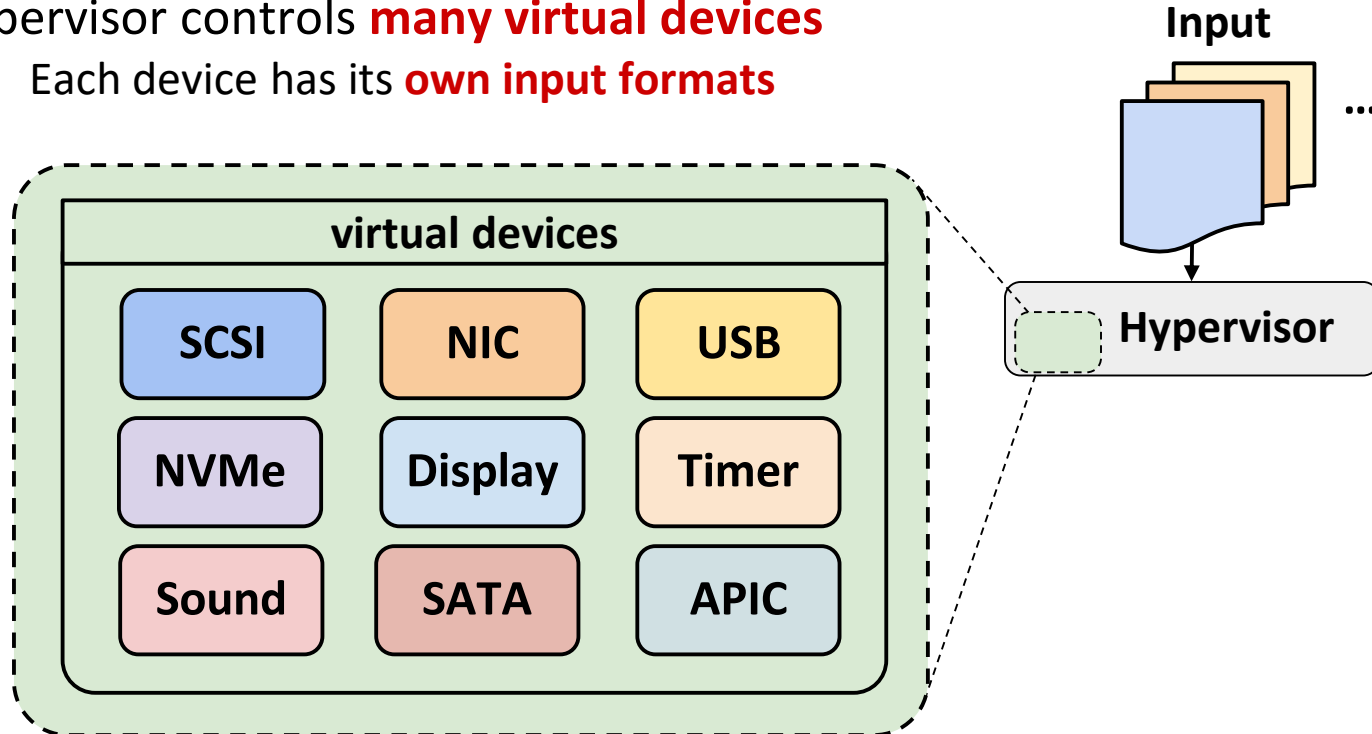 pervisor controls many virtual devices
Each device has its own input formats
Input
...
virtual devices
SCSI
NIC
USB
Hypervisor
NVMe
Display
Timer
Sound
SATA
APIC